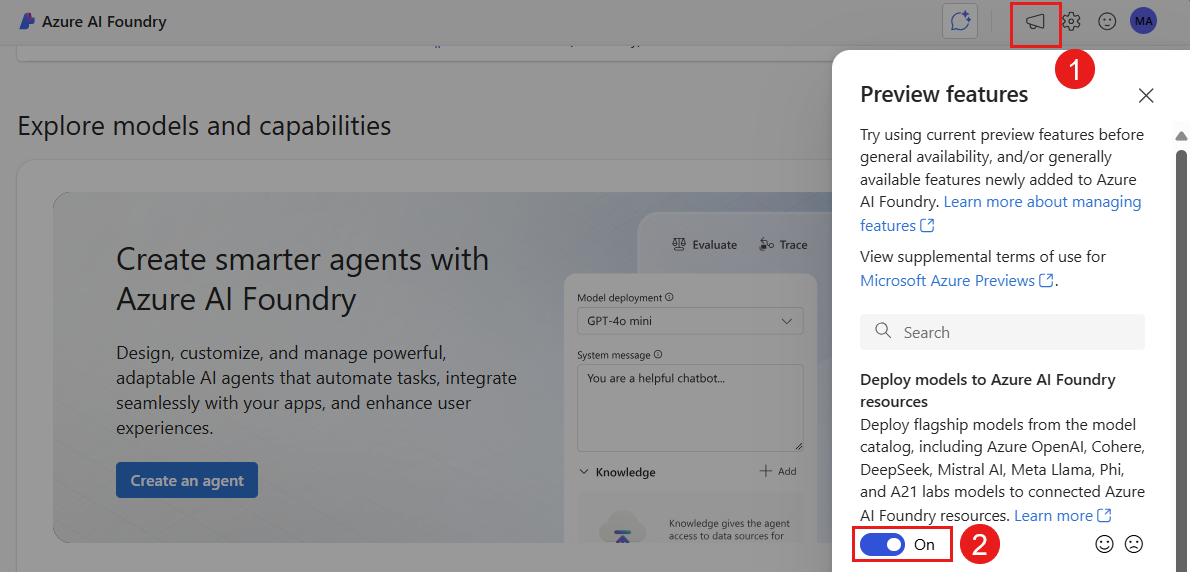 Azure AI Foundry
MA
1
Preview features
Try using current preview features before
general availability, and/or generally
available features newly added to Azure
AI Foundry. Learn more about managing
features
View supplemental terms of use for
Microsoft Azure Previews.
Search
Deploy models to Azure AI Foundry
resources
Deploy flagship models from the model
catalog, including Azure OpenAI, Cohere,
DeepSeek, Mistral AI, Meta Llama, Phi,
and A21 labs models to connected Azure
AI Foundry resources. Learn more
On
2
Explore models and capabilities
Create smarter agents with
Azure AI Foundry
Design, customize, and manage powerful,
adaptable AI agents that automate tasks, integrate
seamlessly with your apps, and enhance user
experiences.
Create an agent
Evaluate Trace
Model deployment
GPT-4o mini
System message
You are a helpful chatbot...
Knowledge Add
Knowledge gives the agent
access to data sources for